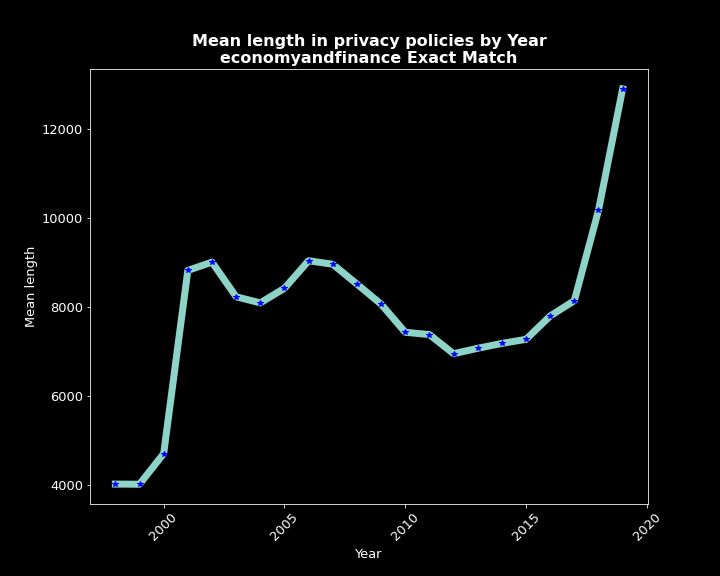 Mean length in privacy policies by Year
economyandfinance Exact Match
12000
10000
8000
6000
4000
Mean length
2000
2005
2010
2015
2020
Year